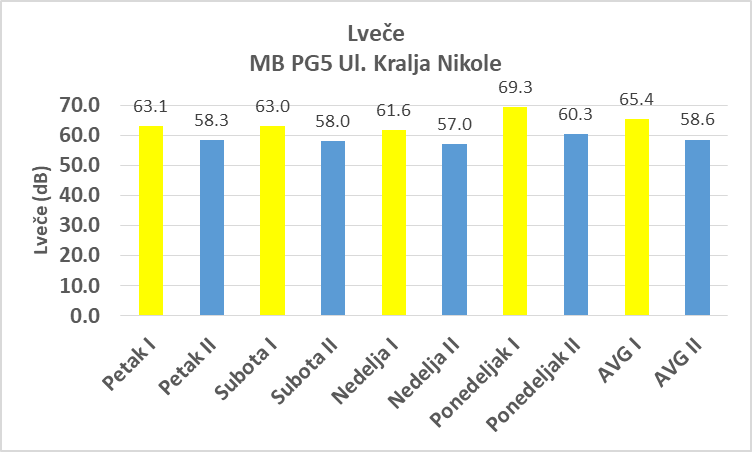 Lveče
MB PG5 Ul. Kralja Nikole
Lveče (dB)
70.0
60.0
50.0
40.0
30.0
20.0
10.0
0.0
63.1
58.3
63.0
58.0
61.6
57.0
69.3
60.3
65.4
58.6
Petak I
Petak II
Subota I
Subota II
Nedelja I
Nedelja II
Ponedeljak I
Ponedeljak II
AVG I
AVG II